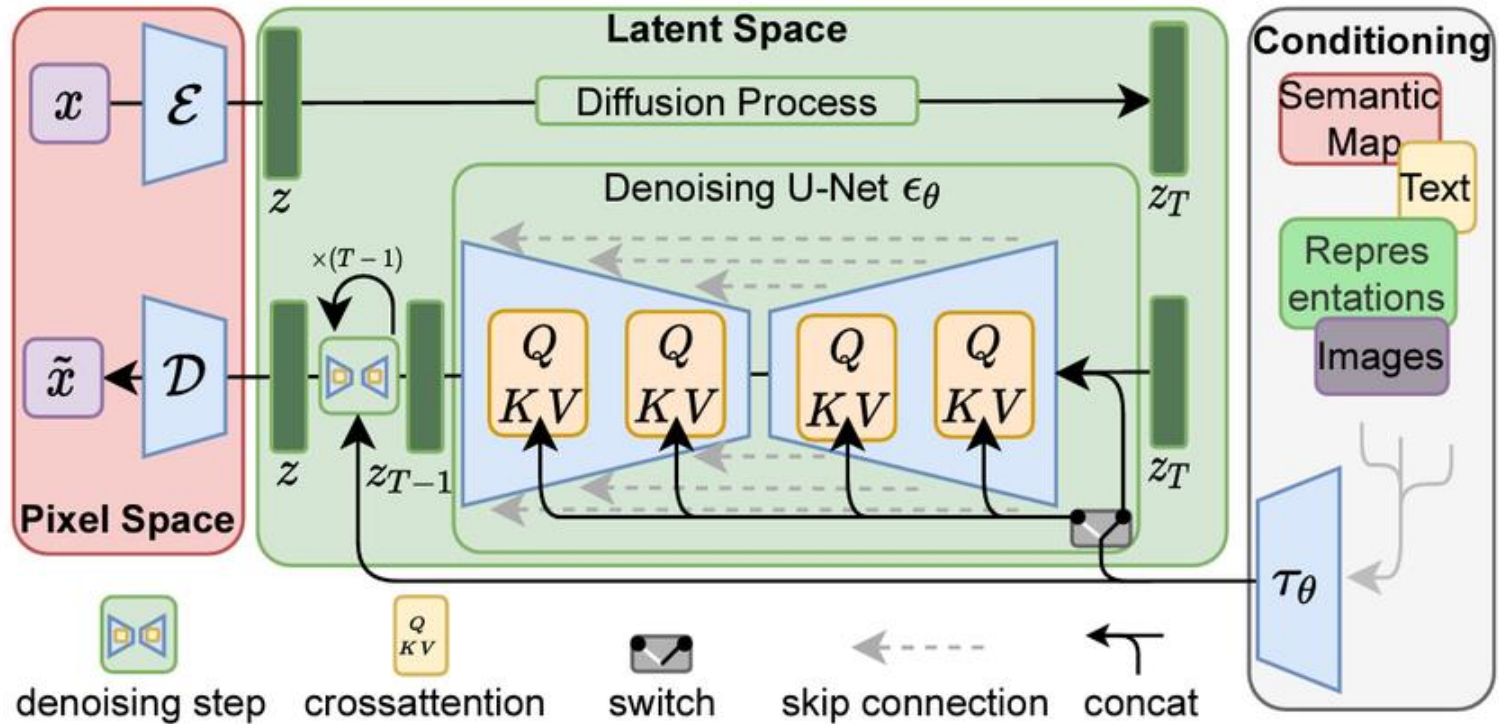 Latent Space
Conditioning
x
ℰ
Diffusion Process
z
z_T
Semantic
Map
Text
Denoising U-Net ϵ_θ
Repres
entations
Images
×(T − 1)
Q
KV
Q
KV
Q
KV
Q
KV
x̃
𝒟
z
z_{T−1}
z_T
Pixel Space
τ_θ
Q
KV
denoising step
crossattention
switch
skip connection
concat